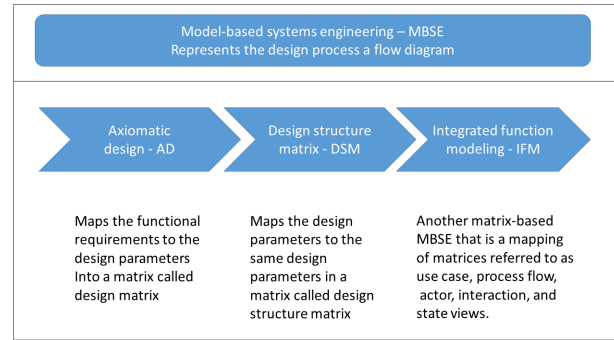 Model-based systems engineering – MBSE
Represents the design process a flow diagram
Axiomatic
design - AD
Design structure
matrix - DSM
Integrated function
modeling - IFM
Maps the functional
requirements to the
design parameters
Into a matrix called
design matrix
Maps the design
parameters to the
same design
parameters in a
matrix called design
structure matrix
Another matrix-based
MBSE that is a mapping
of matrices referred to as
use case, process flow,
actor, interaction, and
state views.